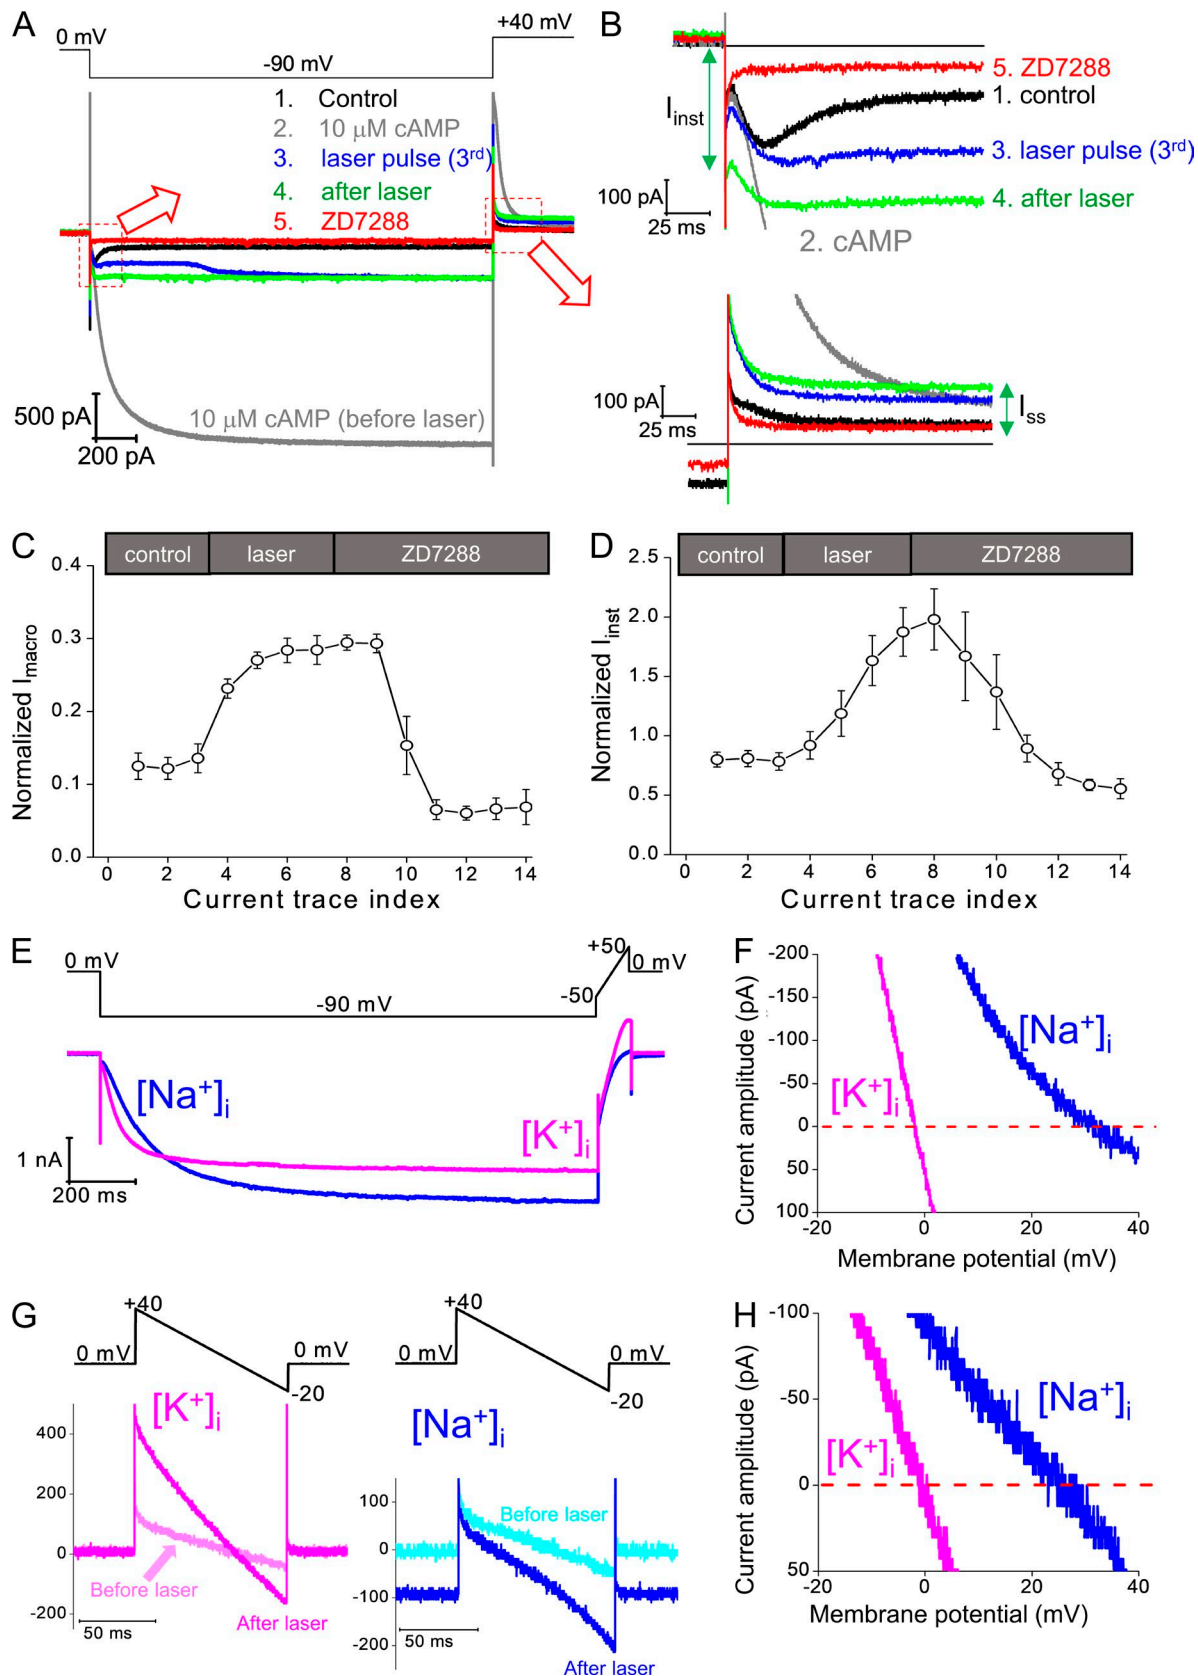 A
0 mV
-90 mV
+40 mV
1. Control
2. 10 µM cAMP
3. laser pulse (3rd)
4. after laser
5. ZD7288
500 pA
200 pA
10 µM cAMP (before laser)
B
5. ZD7288
1. control
Iinst
3. laser pulse (3rd)
100 pA
25 ms
4. after laser
2. cAMP
100 pA
25 ms
Iss
C
control laser ZD7288
Normalized Imacro
0.4
0.3
0.2
0.1
0.0
0 2 4 6 8 10 12 14
Current trace index
D
control laser ZD7288
Normalized Iinst
2.5
2.0
1.5
1.0
0.5
0.0
0 2 4 6 8 10 12 14
Current trace index
E
0 mV
-90 mV
-50
+50
0 mV
[Na+]i
[K+]i
1 nA
200 ms
F
Current amplitude (pA)
-200
-150
-100
-50
0
50
100
[Na+]i
[K+]i
-20 0 20 40
Membrane potential (mV)
G
+40
0 mV
0 mV
-20
[K+]i
400
200
0
-200
Before laser
After laser
50 ms
+40
0 mV
0 mV
-20
[Na+]i
100
0
-100
-200
Before laser
50 ms
After laser
H
Current amplitude (pA)
-100
-50
0
50
[Na+]i
[K+]i
-20 0 20 40
Membrane potential (mV)